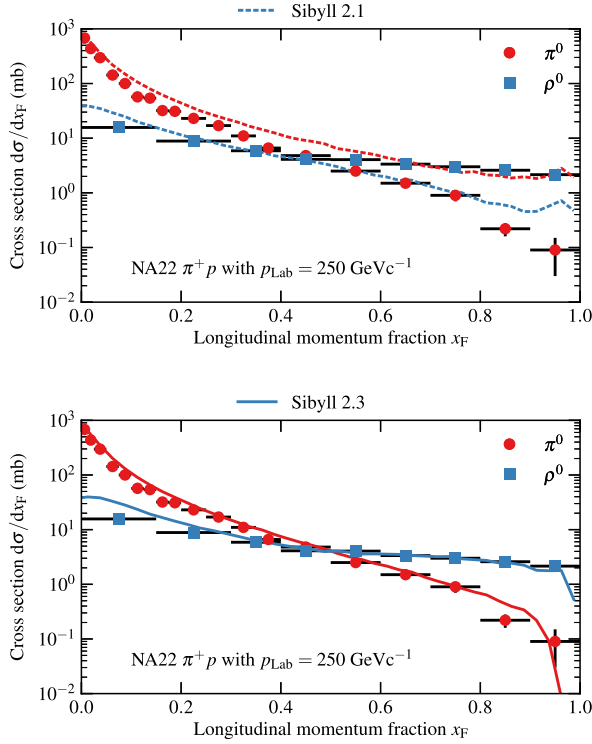 Sibyll 2.1
10³
10²
10¹
10⁰
10⁻¹
10⁻²
Cross section dσ/dx_F (mb)
π⁰
ρ⁰
NA22 π⁺p with p_Lab = 250 GeVc⁻¹
0.0 0.2 0.4 0.6 0.8 1.0
Longitudinal momentum fraction x_F
Sibyll 2.3
10³
10²
10¹
10⁰
10⁻¹
10⁻²
Cross section dσ/dx_F (mb)
π⁰
ρ⁰
NA22 π⁺p with p_Lab = 250 GeVc⁻¹
0.0 0.2 0.4 0.6 0.8 1.0
Longitudinal momentum fraction x_F